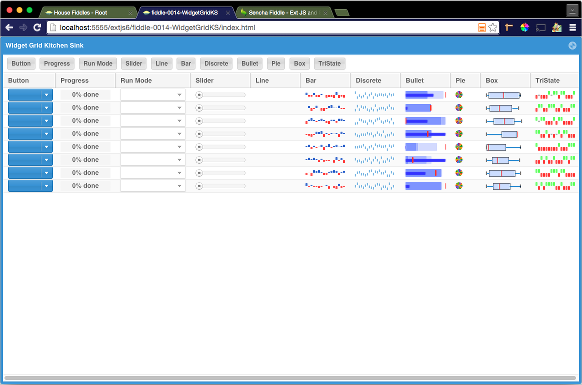 House Fiddles - Root
fiddle-0014-WidgetGridKS
Sencha Fiddle - Ext JS and
localhost:5555/extjs6/fiddle-0014-WidgetGridKS/index.html
Widget Grid Kitchen Sink
Button Progress Run Mode Slider Line Bar Discrete Bullet Pie Box TriState
Button Progress Run Mode Slider Line Bar Discrete Bullet Pie Box TriState
0% done
0% done
0% done
0% done
0% done
0% done
0% done
0% done